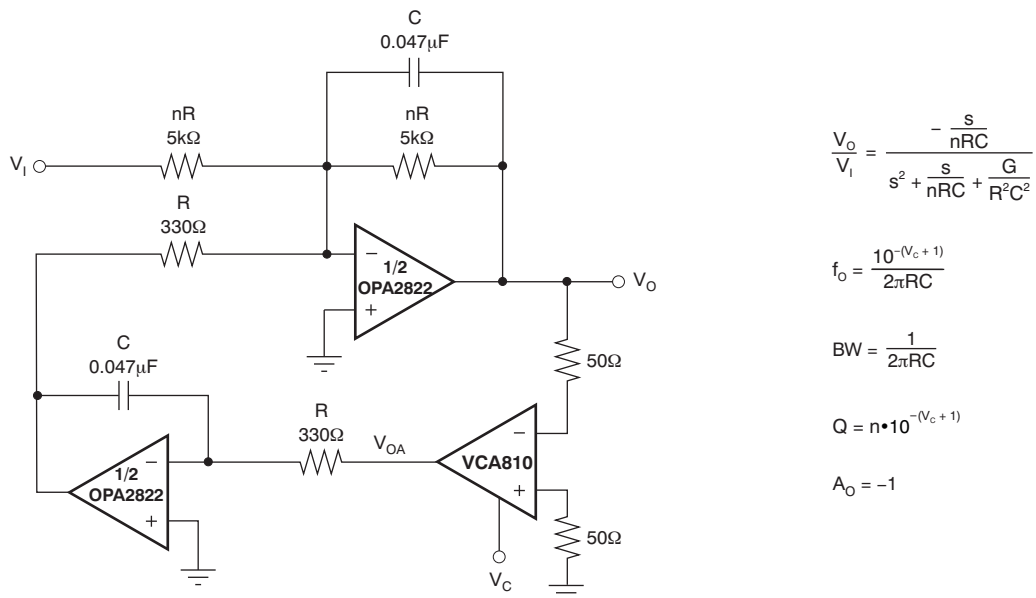 C
0.047μF
nR
5kΩ
nR
5kΩ
V_I
R
330Ω
−
1/2
OPA2822
+
V_O
C
0.047μF
50Ω
R
330Ω
V_OA
−
VCA810
+
−
1/2
OPA2822
+
50Ω
V_C
V_O/V_I = − s/nRC / s² + s/nRC + G/R²C²
f_O = 10^−(V_C + 1) / 2πRC
BW = 1 / 2πRC
Q = n•10^−(V_C + 1)
A_O = −1